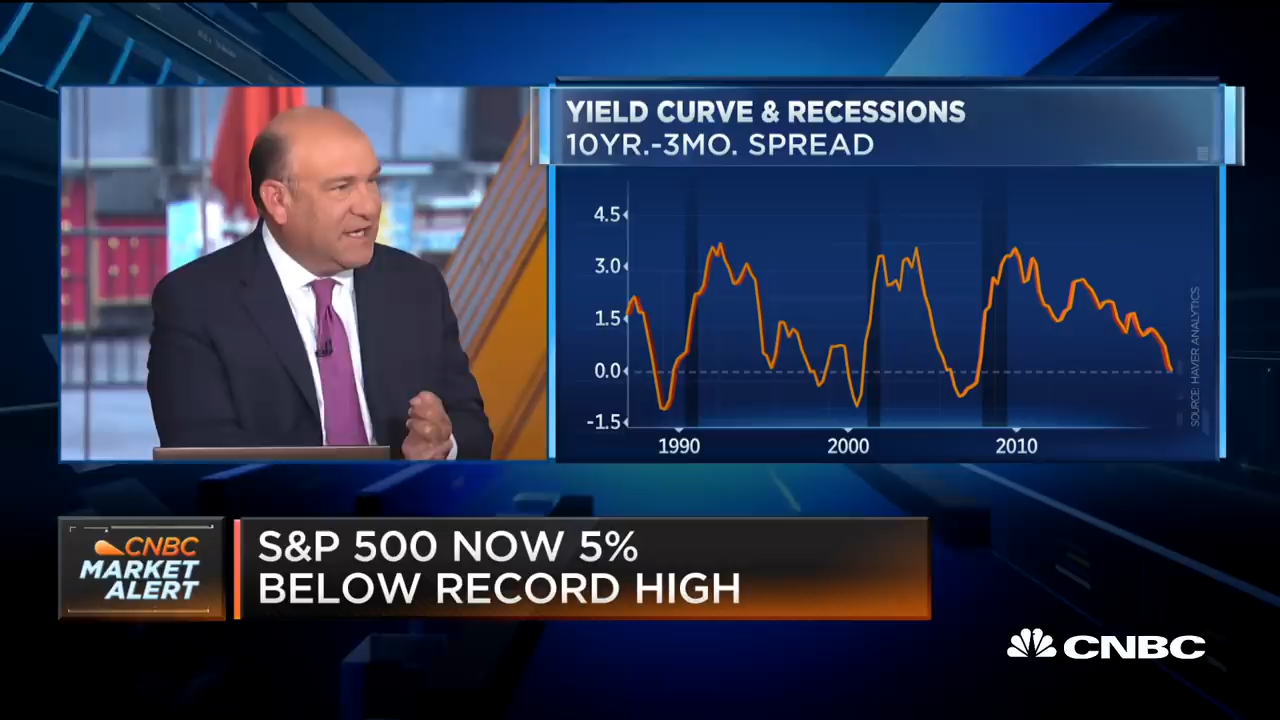 YIELD CURVE & RECESSIONS
10YR.-3MO. SPREAD
4.5
3.0
1.5
0.0
-1.5
1990 2000 2010
SOURCE: HAVER ANALYTICS
CNBC
MARKET
ALERT
S&P 500 NOW 5%
BELOW RECORD HIGH
CNBC